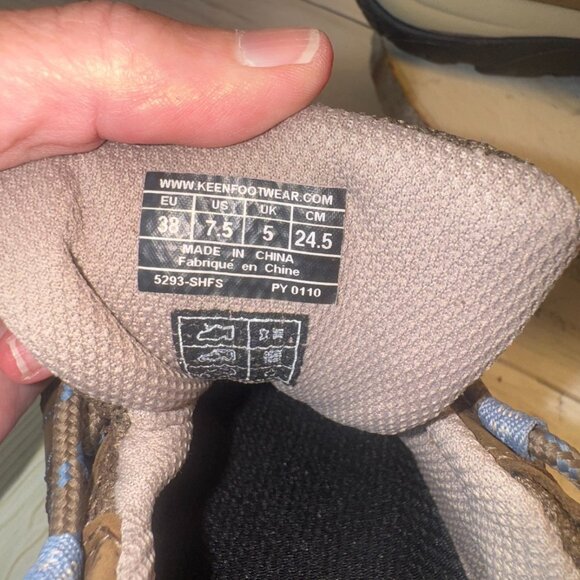 WWW.KEENFOOTWEAR.COM
EU US UK CM
38 7.5 5 24.5
MADE IN CHINA
Fabriqué en Chine
5293-SHFS PY 0110